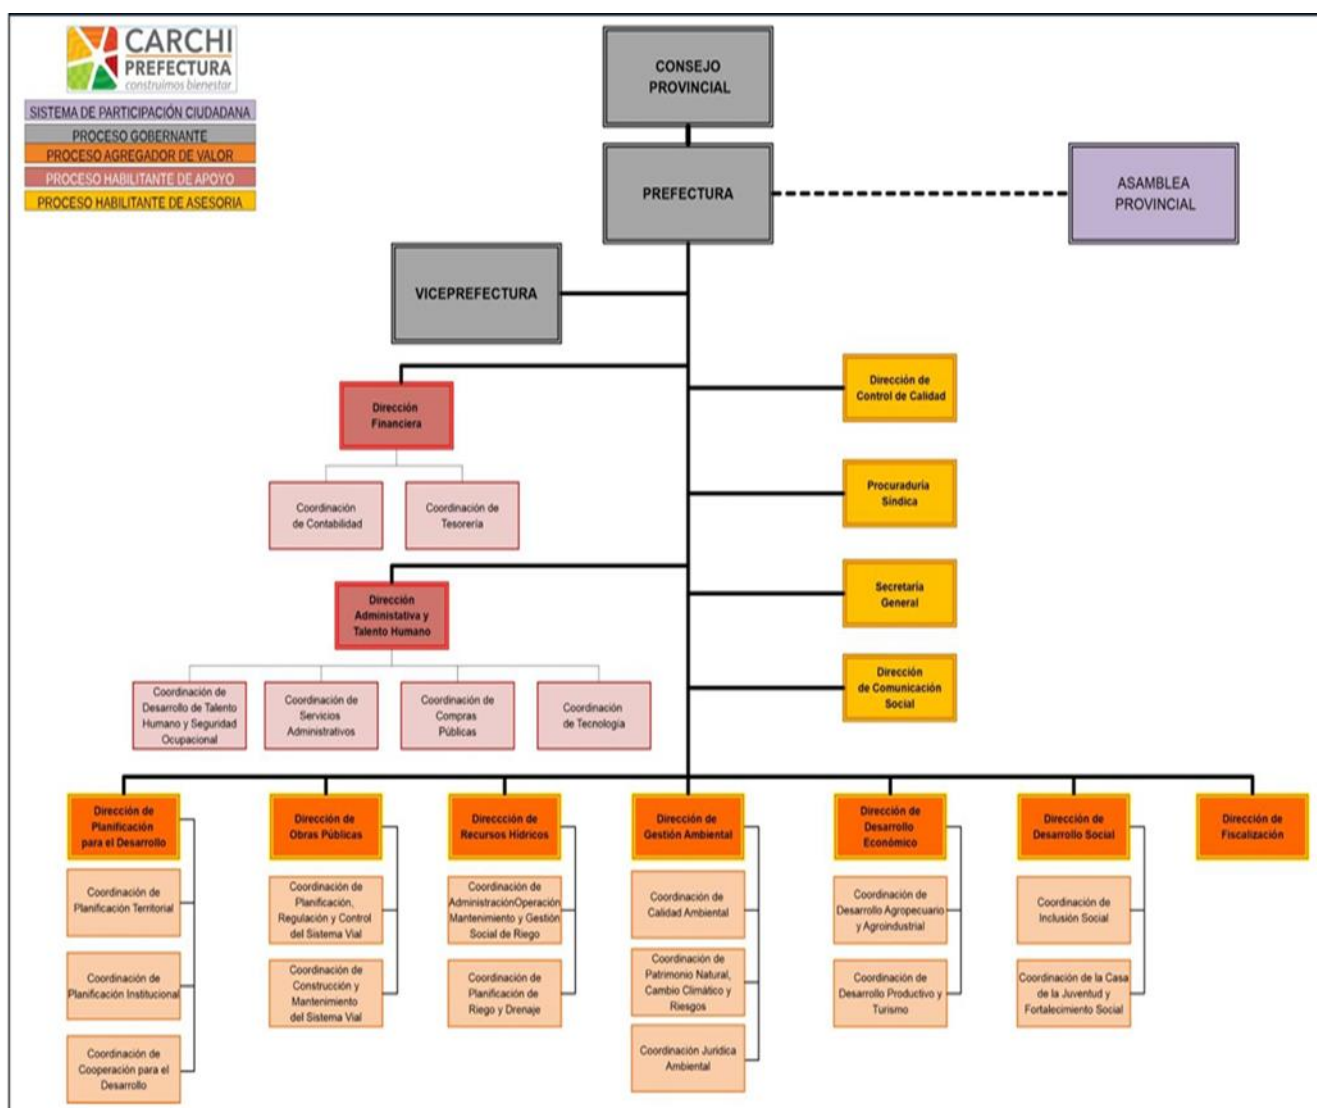 CARCHI
PREFECTURA
construimos bienestar
SISTEMA DE PARTICIPACIÓN CIUDADANA
PROCESO GOBERNANTE
PROCESO AGREGADOR DE VALOR
PROCESO HABILITANTE DE APOYO
PROCESO HABILITANTE DE ASESORIA
CONSEJO
PROVINCIAL
PREFECTURA
ASAMBLEA
PROVINCIAL
VICEPREFECTURA
Dirección de
Control de Calidad
Dirección
Financiera
Coordinación
de Contabilidad
Coordinación de
Tesorería
Procuraduría
Síndica
Secretaría
General
Dirección
Administativa y
Talento Humano
Dirección
de Comunicación
Social
Coordinación de
Desarrollo de Talento
Humano y Seguridad
Ocupacional
Coordinación de
Servicios
Administrativos
Coordinación de
Compras
Públicas
Coordinación
de Tecnología
Dirección de
Planificación
para el Desarrollo
Dirección de
Obras Públicas
Direccción de
Recursos Hídricos
Dirección de
Gestión Ambiental
Dirección de
Desarrollo
Económico
Dirección de
Desarrollo Social
Dirección de
Fiscalización
Coordinación de
Planificación Territorial
Coordinación de
Planificación,
Regulación y Control
del Sistema Vial
Coordinación de
AdministraciónOperación
Mantenimiento y Gestión
Social de Riego
Coordinación de
Calidad Ambiental
Coordinación de
Desarrollo Agropecuario
y Agroindustrial
Coordinación de
Inclusión Social
Coordinación de
Planificación Institucional
Coordinación de
Construcción y
Mantenimiento
del Sistema Vial
Coordinación de
Planificación de
Riego y Drenaje
Coordinación de
Patrimonio Natural,
Cambio Climático y
Riesgos
Coordinación de
Desarrollo Productivo y
Turismo
Coordinación de la Casa
de la Juventud y
Fortalecimiento Social
Coordinación de
Cooperación para el
Desarrollo
Coordinación Jurídica
Ambiental